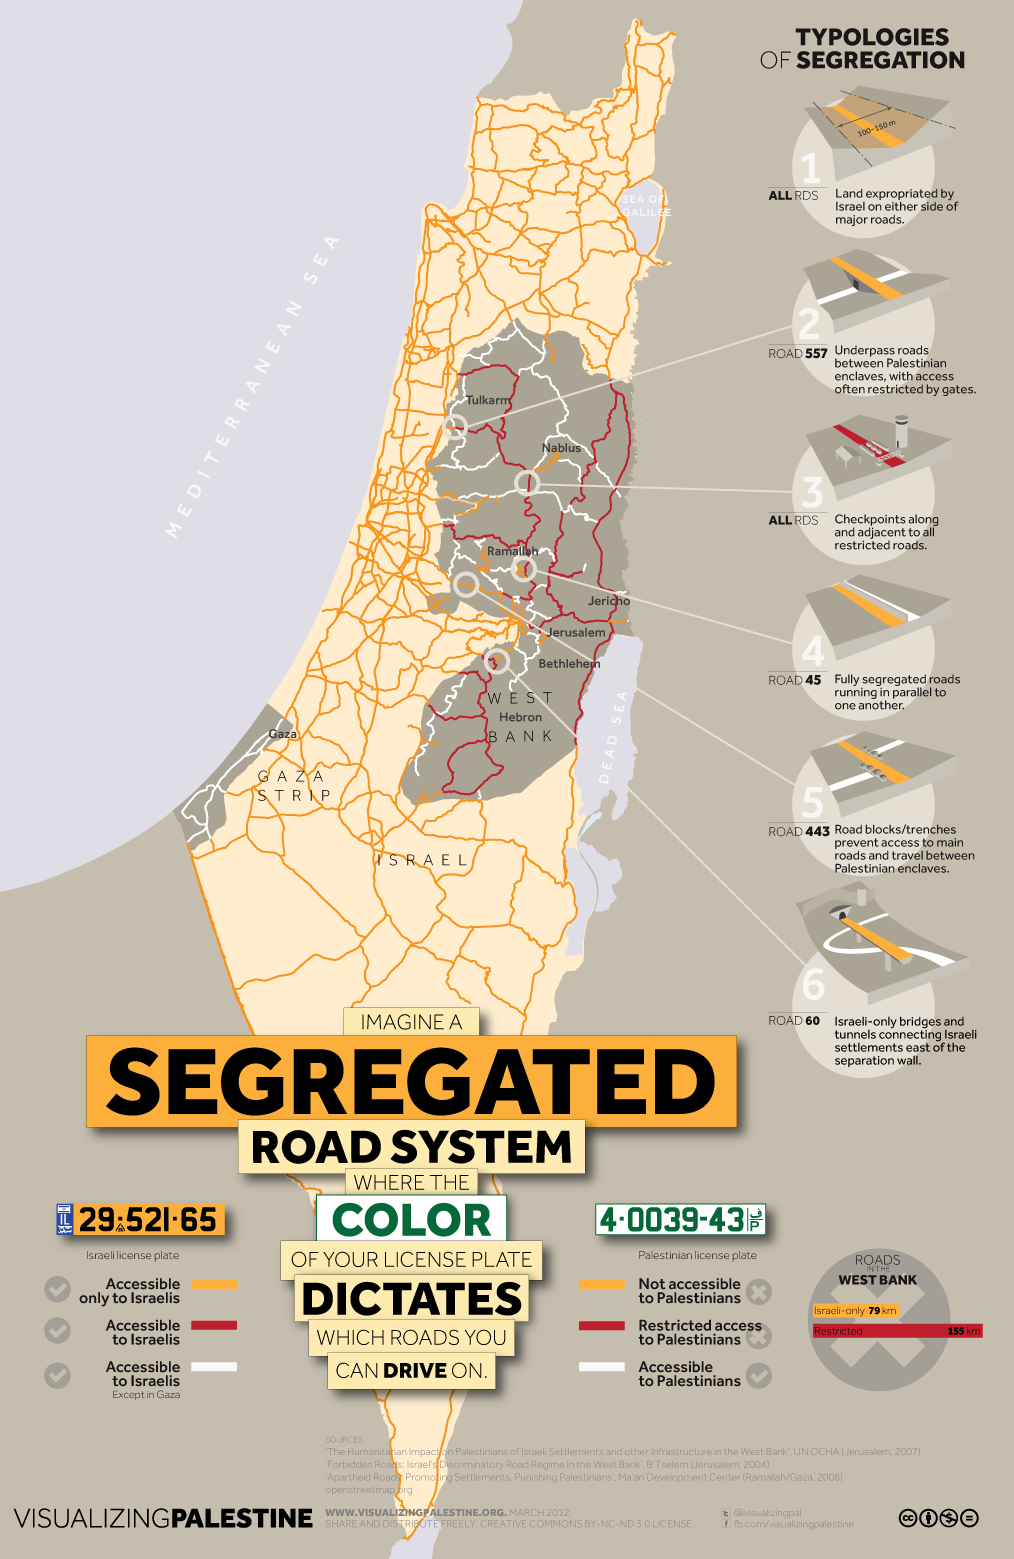 TYPOLOGIES
OF SEGREGATION
100-150 m
1
ALL RDS
Land expropriated by
Israel on either side of
major roads.
2
ROAD 557
Underpass roads
between Palestinian
enclaves, with access
often restricted by gates.
3
ALL RDS
Checkpoints along
and adjacent to all
restricted roads.
4
ROAD 45
Fully segregated roads
running in parallel to
one another.
5
ROAD 443
Road blocks/trenches
prevent access to main
roads and travel between
Palestinian enclaves.
6
ROAD 60
Israeli-only bridges and
tunnels connecting Israeli
settlements east of the
separation wall.
MEDITERRANEAN SEA
SEA OF
GALILEE
Tulkarm
Nablus
Ramallah
Jericho
Jerusalem
Bethlehem
WEST
Hebron
BANK
DEAD SEA
Gaza
GAZA
STRIP
ISRAEL
IMAGINE A
SEGREGATED
ROAD SYSTEM
WHERE THE
COLOR
OF YOUR LICENSE PLATE
DICTATES
WHICH ROADS YOU
CAN DRIVE ON.
IL
29·521·65
Israeli license plate
Accessible
only to Israelis
Accessible
to Israelis
Accessible
to Israelis
Except in Gaza
4·0039-43
Palestinian license plate
Not accessible
to Palestinians
Restricted access
to Palestinians
Accessible
to Palestinians
ROADS
IN THE
WEST BANK
Israeli-only 79 km
Restricted 155 km
SOURCES
'The Humanitarian Impact on Palestinians of Israeli Settlements and other Infrastructure in the West Bank', UN OCHA (Jerusalem, 2007)
'Forbidden Roads: Israel's Discriminatory Road Regime in the West Bank', B'Tselem (Jerusalem, 2004)
'Apartheid Roads: Promoting Settlements, Punishing Palestinians', Ma'an Development Center (Ramallah/Gaza, 2008)
openstreetmap.org
VISUALIZINGPALESTINE
WWW.VISUALIZINGPALESTINE.ORG. MARCH 2012.
SHARE AND DISTRIBUTE FREELY. CREATIVE COMMONS BY-NC-ND 3.0 LICENSE.
@visualizingpal
fb.com/visualizingpalestine
cc